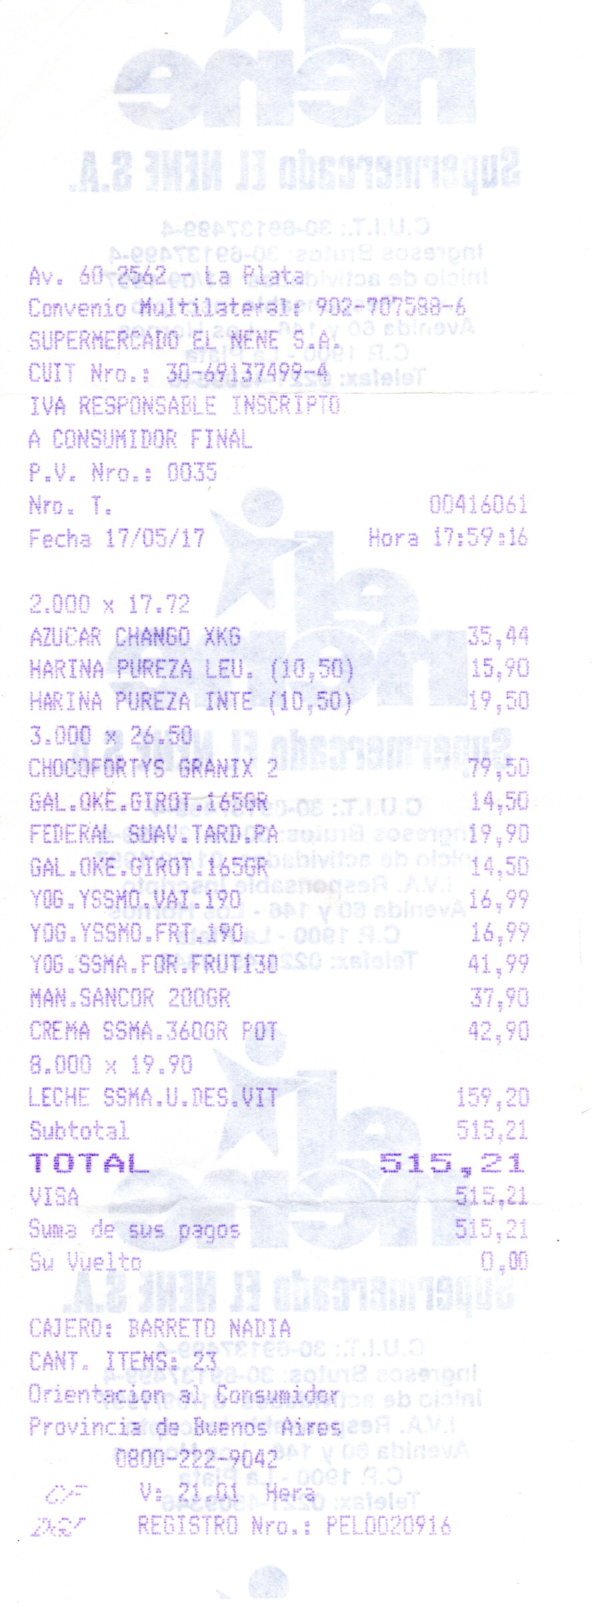 Av. 60 2562 - La Plata
Convenio Multilateral: 902-707588-6
SUPERMERCADO EL NENE S.A.
CUIT Nro.: 30-69137499-4
IVA RESPONSABLE INSCRIPTO
A CONSUMIDOR FINAL
P.V. Nro.: 0035
Nro. T. 00416061
Fecha 17/05/17 Hora 17:59:16
2.000 x 17.72
AZUCAR CHANGO XKG 35,44
HARINA PUREZA LEU. (10,50) 15,90
HARINA PUREZA INTE (10,50) 19,50
3.000 x 26.50
CHOCOFORTYS GRANIX 2 79,50
GAL.OKE.GIROT.165GR 14,50
FEDERAL SUAV.TARD.PA 19,90
GAL.OKE.GIROT.165GR 14,50
YOG.YSSMO.VAI.190 16,99
YOG.YSSMO.FRI.190 16,99
YOG.SSMA.FOR.FRUTI30 41,99
MAN.SANCOR 200GR 37,90
CREMA SSMA.360GR POT 42,90
8.000 x 19.90
LECHE SSMA.U.DES.VIT 159,20
Subtotal 515,21
TOTAL 515,21
VISA 515,21
Suma de sus pagos 515,21
Su Vuelto 0,00
CAJERO: BARRETO NADIA
CANT. ITEMS: 23
Orientacion al Consumidor
Provincia de Buenos Aires
0800-222-9042
CF V: 21.01 Hera
DGI REGISTRO Nro.: PEL0020916